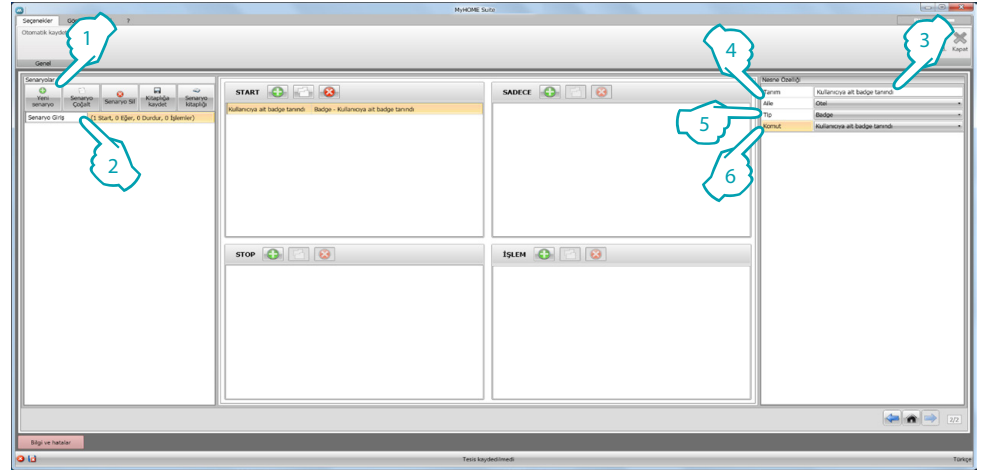 MyHOME Suite
Seçenekler
?
Otomatik kaydet
Kapat
Genel
1
2
3
4
5
6
Senaryolar
Yeni senaryo
Senaryo Çoğalt
Senaryo Sil
Kitaplığa kaydet
Senaryo kitaplığı
Senaryo Giriş
(1 Start, 0 Eğer, 0 Durdur, 0 İşlemler)
START
Kullanıcıya ait badge tanındı Badge - Kullanıcıya ait badge tanındı
SADECE
STOP
İŞLEM
Nesne Özelliği
Tanım Kullanıcıya ait badge tanındı
Aile Otel
Tip Badge
Komut Kullanıcıya ait badge tanındı
2/2
Bilgi ve hatalar
Tesis kaydedilmedi
Türkçe